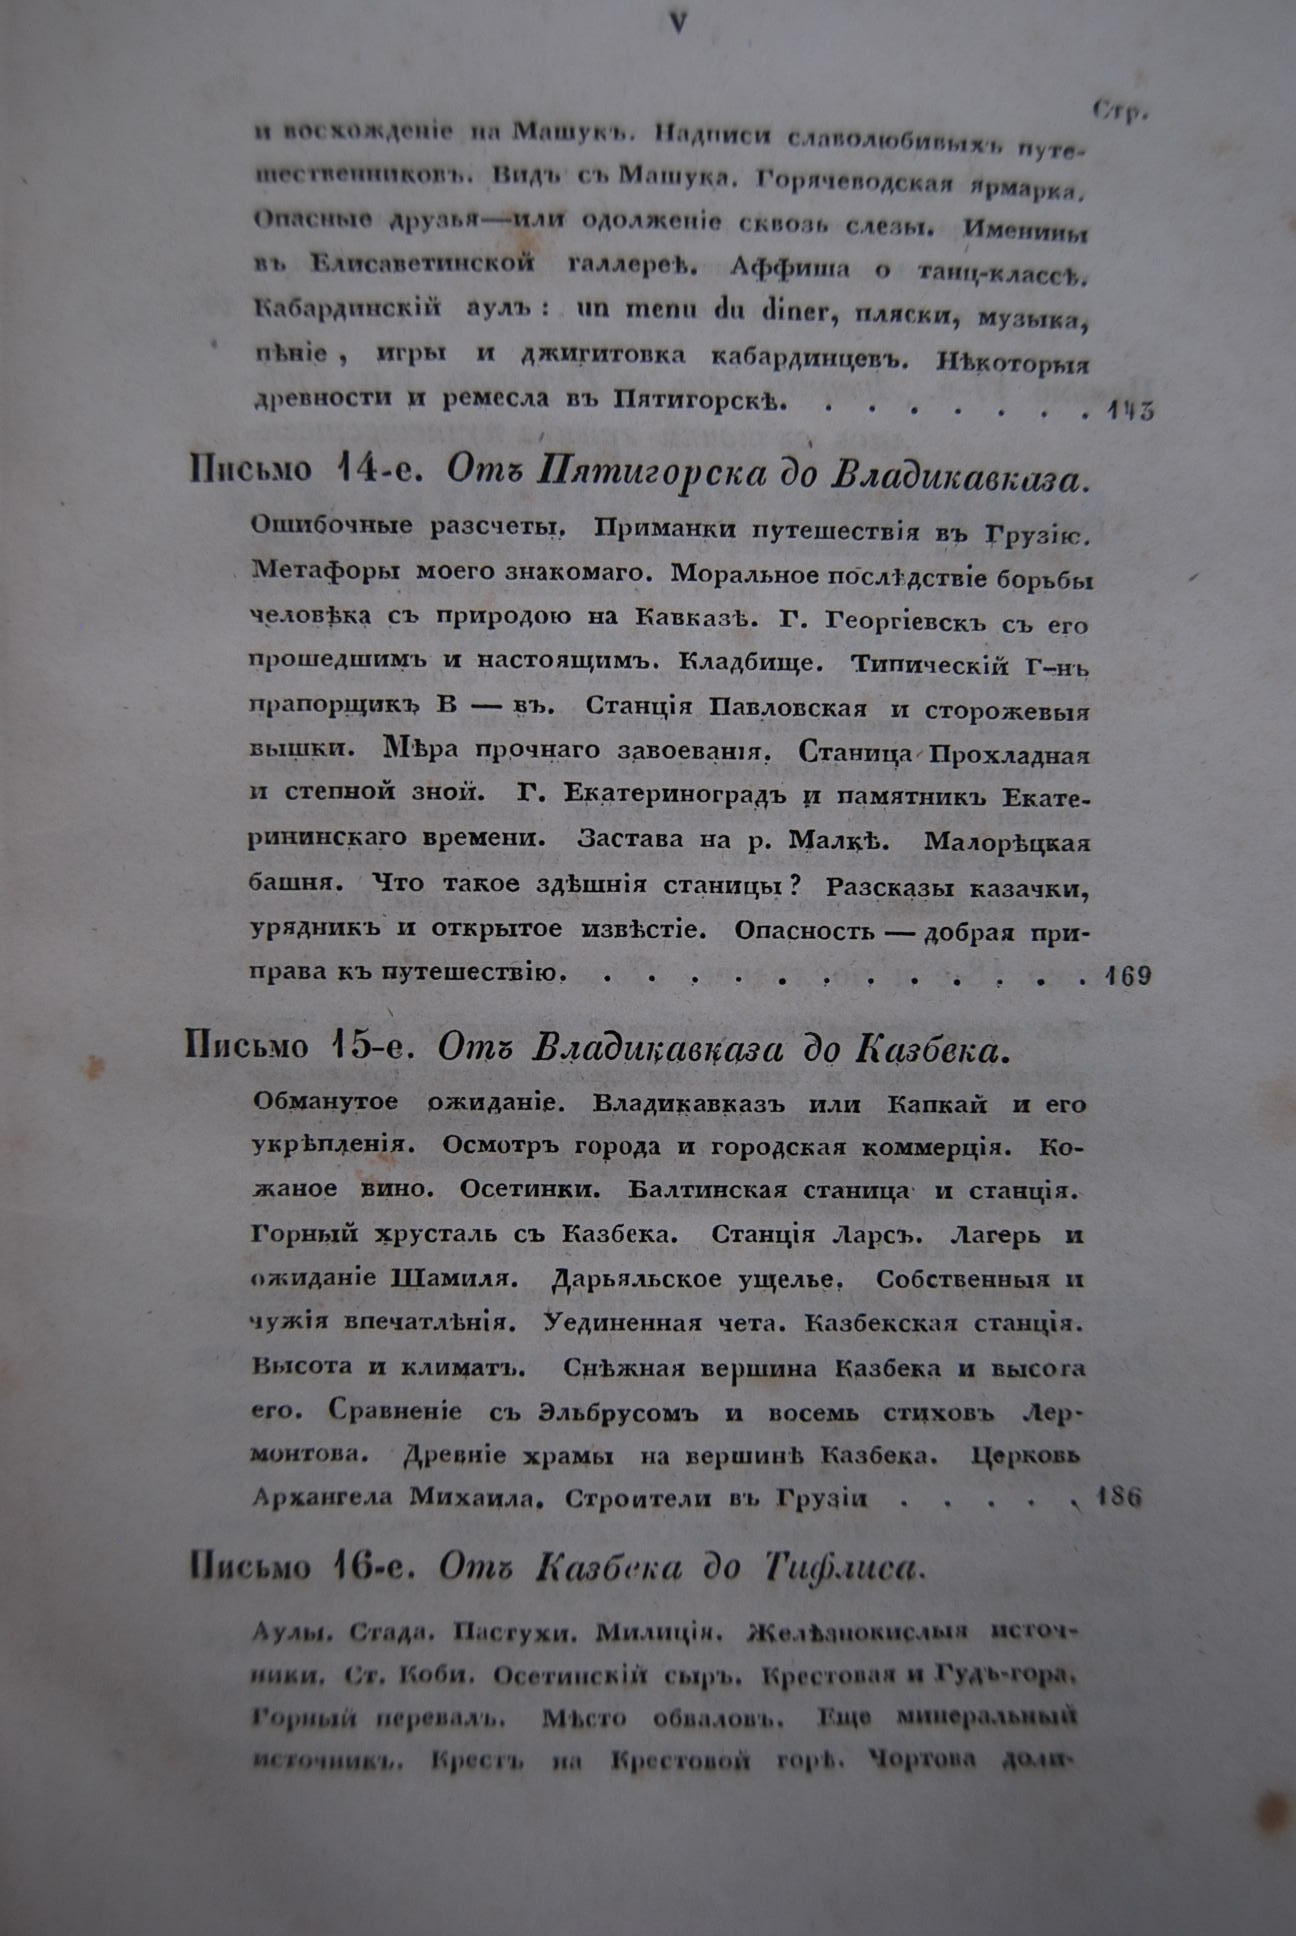 V
Стр.
и восхожденіе на Машукъ. Надписи славолюбивыхъ путе-
шественниковъ. Видъ съ Машука. Горячеводская ярмарка.
Опасные друзья—или одолженіе сквозь слезы. Именины
въ Елисаветинской галлереѣ. Аффиша о танц-классѣ.
Кабардинскій аулъ: un menu du diner, пляски, музыка,
пѣніе, игры и джигитовка кабардинцевъ. Нѣкоторыя
древности и ремесла въ Пятигорскѣ. . . . . . . . 143
Письмо 14-е. Отъ Пятигорска до Владикавказа.
Ошибочные разсчеты. Приманки путешествія въ Грузію.
Метафоры моего знакомаго. Моральное послѣдствіе борьбы
человѣка съ природою на Кавказѣ. Г. Георгіевскъ съ его
прошедшимъ и настоящимъ. Кладбище. Типическій Г-нъ
прапорщикъ В — въ. Станція Павловская и сторожевыя
вышки. Мѣра прочнаго завоеванія. Станица Прохладная
и степной зной. Г. Екатериноградъ и памятникъ Екате-
рининскаго времени. Застава на р. Малкѣ. Малорѣцкая
башня. Что такое здѣшнія станицы? Разсказы казачки,
урядникъ и открытое извѣстіе. Опасность — добрая при-
права къ путешествію. . . . . . . . . . . . . 169
Письмо 15-е. Отъ Владикавказа до Казбека.
Обманутое ожиданіе. Владикавказъ или Капкай и его
укрѣпленія. Осмотръ города и городская коммерція. Ко-
жаное вино. Осетинки. Балтинская станица и станція.
Горный хрусталь съ Казбека. Станція Ларсъ. Лагерь и
ожиданіе Шамиля. Дарьяльское ущелье. Собственныя и
чужія впечатлѣнія. Уединенная чета. Казбекская станція.
Высота и климатъ. Снѣжная вершина Казбека и высота
его. Сравненіе съ Эльбрусомъ и восемь стиховъ Лер-
монтова. Древніе храмы на вершинѣ Казбека. Церковь
Архангела Михаила. Строители въ Грузіи . . . . . 186
Письмо 16-е. Отъ Казбека до Тифлиса.
Аулы. Стада. Пастухи. Милиція. Желѣзнокислыя источ-
ники. Ст. Коби. Осетинскій сыръ. Крестовая и Гудъ-гора.
Горный перевалъ. Мѣсто обваловъ. Еще минеральный
источникъ. Крестъ на Крестовой горѣ. Чортова доли-